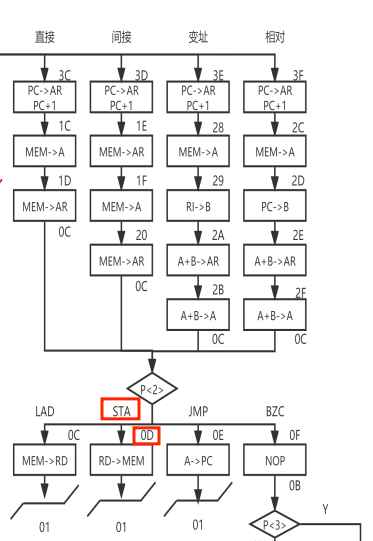 直接 间接 变址 相对
3C 3D 3E 3F
PC->AR PC->AR PC->AR PC->AR
PC+1 PC+1 PC+1 PC+1
1C 1E 28 2C
MEM->A MEM->AR MEM->A MEM->A
1D 1F 29 2D
MEM->AR MEM->A RI->B PC->B
0C 20 2A 2E
MEM->AR A+B->AR A+B->AR
0C 2B 2F
A+B->A A+B->A
0C 0C
P<2>
LAD STA JMP BZC
0C 0D 0E 0F
MEM->RD RD->MEM A->PC NOP
0B
01 01 01 P<3> Y